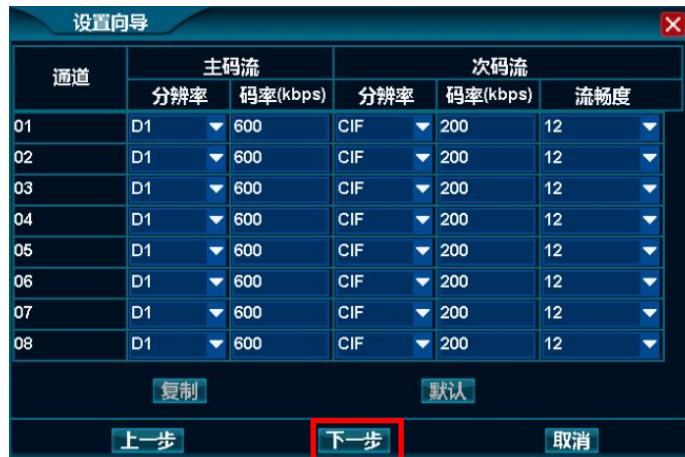 设置向导
通道 主码流 次码流
分辨率 码率(kbps) 分辨率 码率(kbps) 流畅度
01 D1 600 CIF 200 12
02 D1 600 CIF 200 12
03 D1 600 CIF 200 12
04 D1 600 CIF 200 12
05 D1 600 CIF 200 12
06 D1 600 CIF 200 12
07 D1 600 CIF 200 12
08 D1 600 CIF 200 12
复制 默认
上一步 下一步 取消